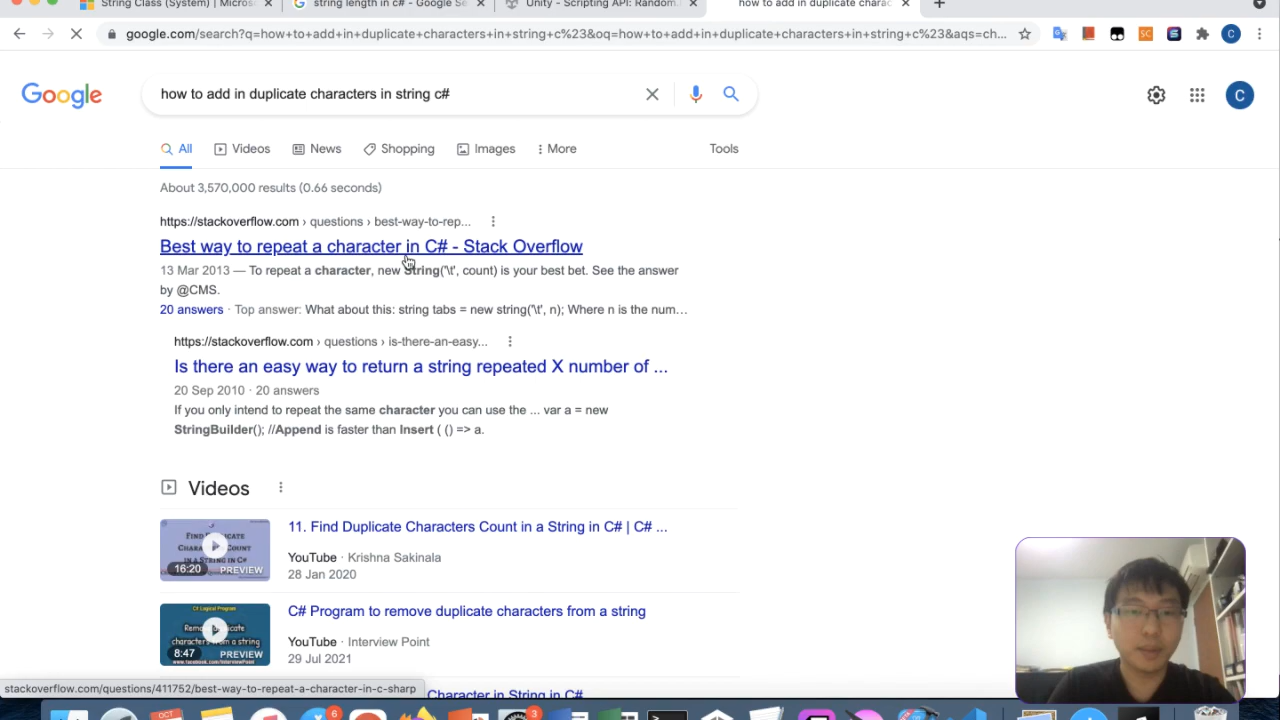 String Class (System) | Micros
string length in c# - Google Se
Unity - Scripting API: Random.
how to add in duplicate charac
google.com/search?q=how+to+add+in+duplicate+characters+in+string+c%23&oq=how+to+add+in+duplicate+characters+in+string+c%23&aqs=ch...
Google
how to add in duplicate characters in string c#
C
All
Videos
News
Shopping
Images
More
Tools
About 3,570,000 results (0.66 seconds)
https://stackoverflow.com › questions › best-way-to-rep...
Best way to repeat a character in C# - Stack Overflow
13 Mar 2013 — To repeat a character, new String('\t', count) is your best bet. See the answer
by @CMS.
20 answers · Top answer: What about this: string tabs = new string('\t', n); Where n is the num...
https://stackoverflow.com › questions › is-there-an-easy...
Is there an easy way to return a string repeated X number of ...
20 Sep 2010 · 20 answers
If you only intend to repeat the same character you can use the ... var a = new
StringBuilder(); //Append is faster than Insert ( () => a.
Videos
11. Find Duplicate Characters Count in a String in C# | C# ...
YouTube · Krishna Sakinala
28 Jan 2020
16:20 PREVIEW
C# Program to remove duplicate characters from a string
YouTube · Interview Point
29 Jul 2021
8:47 PREVIEW
stackoverflow.com/questions/411752/best-way-to-repeat-a-character-in-c-sharp
Character in String in C#